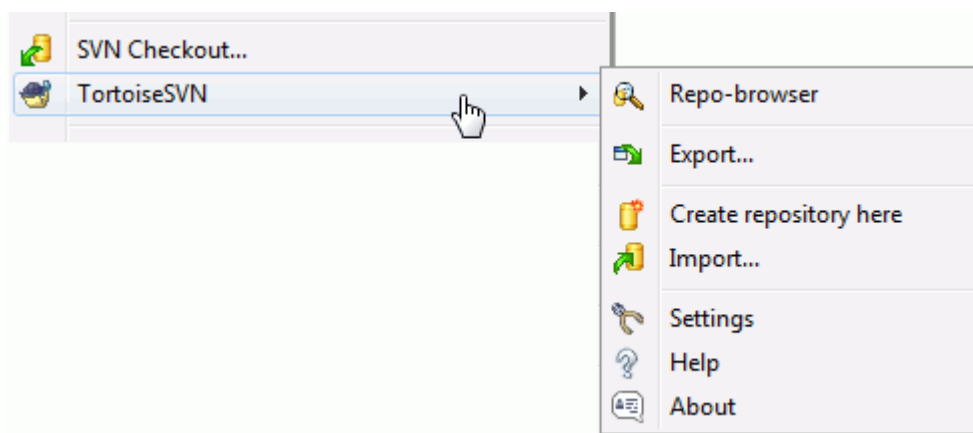 SVN Checkout...
TortoiseSVN
Repo-browser
Export...
Create repository here
Import...
Settings
Help
About